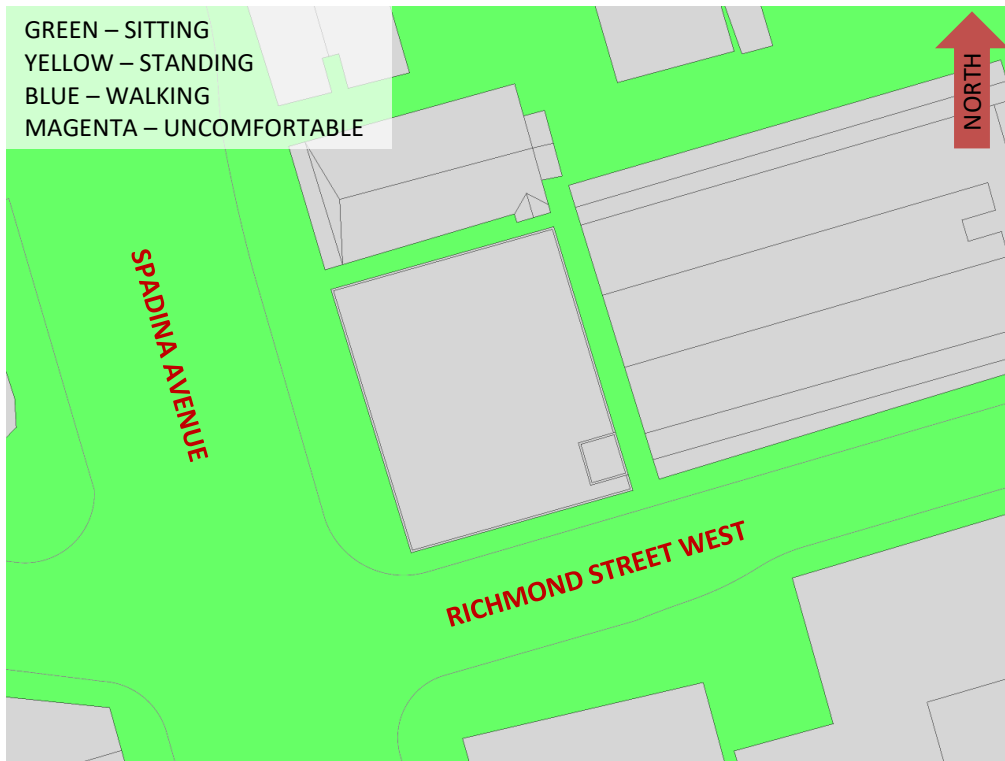 GREEN – SITTING
YELLOW – STANDING
BLUE – WALKING
MAGENTA – UNCOMFORTABLE
NORTH
SPADINA AVENUE
RICHMOND STREET WEST